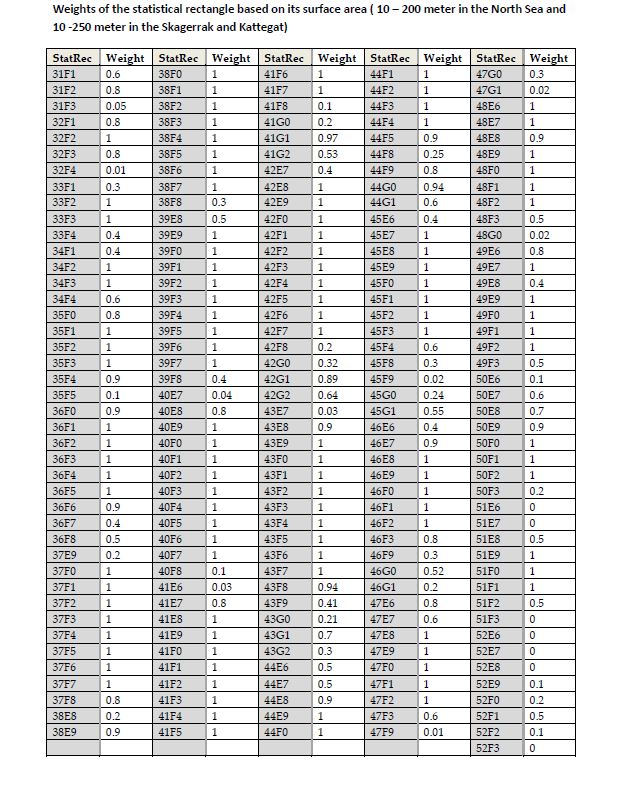 Weights of the statistical rectangle based on its surface area ( 10 – 200 meter in the North Sea and
10 -250 meter in the Skagerrak and Kattegat)
StatRec Weight StatRec Weight StatRec Weight StatRec Weight StatRec Weight
31F1 0.6 38F0 1 41F6 1 44F1 1 47G0 0.3
31F2 0.8 38F1 1 41F7 1 44F2 1 47G1 0.02
31F3 0.05 38F2 1 41F8 0.1 44F3 1 48E6 1
32F1 0.8 38F3 1 41G0 0.2 44F4 1 48E7 1
32F2 1 38F4 1 41G1 0.97 44F5 0.9 48E8 0.9
32F3 0.8 38F5 1 41G2 0.53 44F8 0.25 48E9 1
32F4 0.01 38F6 1 42E7 0.4 44F9 0.8 48F0 1
33F1 0.3 38F7 1 42E8 1 44G0 0.94 48F1 1
33F2 1 38F8 0.3 42E9 1 44G1 0.6 48F2 1
33F3 1 39E8 0.5 42F0 1 45E6 0.4 48F3 0.5
33F4 0.4 39E9 1 42F1 1 45E7 1 48G0 0.02
34F1 0.4 39F0 1 42F2 1 45E8 1 49E6 0.8
34F2 1 39F1 1 42F3 1 45E9 1 49E7 1
34F3 1 39F2 1 42F4 1 45F0 1 49E8 0.4
34F4 0.6 39F3 1 42F5 1 45F1 1 49E9 1
35F0 0.8 39F4 1 42F6 1 45F2 1 49F0 1
35F1 1 39F5 1 42F7 1 45F3 1 49F1 1
35F2 1 39F6 1 42F8 0.2 45F4 0.6 49F2 1
35F3 1 39F7 1 42G0 0.32 45F8 0.3 49F3 0.5
35F4 0.9 39F8 0.4 42G1 0.89 45F9 0.02 50E6 0.1
35F5 0.1 40E7 0.04 42G2 0.64 45G0 0.24 50E7 0.6
36F0 0.9 40E8 0.8 43E7 0.03 45G1 0.55 50E8 0.7
36F1 1 40E9 1 43E8 0.9 46E6 0.4 50E9 0.9
36F2 1 40F0 1 43E9 1 46E7 0.9 50F0 1
36F3 1 40F1 1 43F0 1 46E8 1 50F1 1
36F4 1 40F2 1 43F1 1 46E9 1 50F2 1
36F5 1 40F3 1 43F2 1 46F0 1 50F3 0.2
36F6 0.9 40F4 1 43F3 1 46F1 1 51E6 0
36F7 0.4 40F5 1 43F4 1 46F2 1 51E7 0
36F8 0.5 40F6 1 43F5 1 46F3 0.8 51E8 0.5
37E9 0.2 40F7 1 43F6 1 46F9 0.3 51E9 1
37F0 1 40F8 0.1 43F7 1 46G0 0.52 51F0 1
37F1 1 41E6 0.03 43F8 0.94 46G1 0.2 51F1 1
37F2 1 41E7 0.8 43F9 0.41 47E6 0.8 51F2 0.5
37F3 1 41E8 1 43G0 0.21 47E7 0.6 51F3 0
37F4 1 41E9 1 43G1 0.7 47E8 1 52E6 0
37F5 1 41F0 1 43G2 0.3 47E9 1 52E7 0
37F6 1 41F1 1 44E6 0.5 47F0 1 52E8 0
37F7 1 41F2 1 44E7 0.5 47F1 1 52E9 0.1
37F8 0.8 41F3 1 44E8 0.9 47F2 1 52F0 0.2
38E8 0.2 41F4 1 44E9 1 47F3 0.6 52F1 0.5
38E9 0.9 41F5 1 44F0 1 47F9 0.01 52F2 0.1
52F3 0